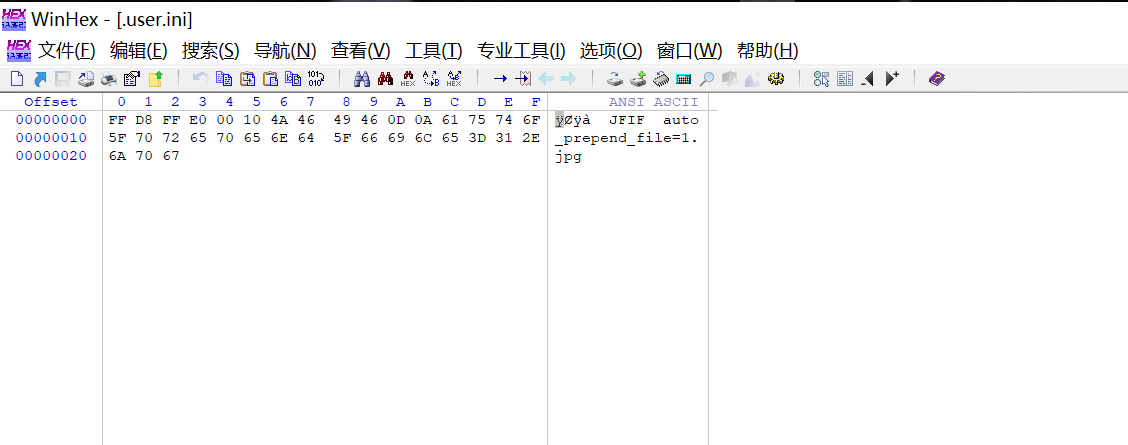 WinHex - [.user.ini]
文件(F) 编辑(E) 搜索(S) 导航(N) 查看(V) 工具(T) 专业工具(I) 选项(O) 窗口(W) 帮助(H)
Offset 0 1 2 3 4 5 6 7 8 9 A B C D E F ANSI ASCII
00000000 FF D8 FF E0 00 10 4A 46 49 46 0D 0A 61 75 74 6F ÿØÿà JFIF auto
00000010 5F 70 72 65 70 65 6E 64 5F 66 69 6C 65 3D 31 2E _prepend_file=1.
00000020 6A 70 67 jpg